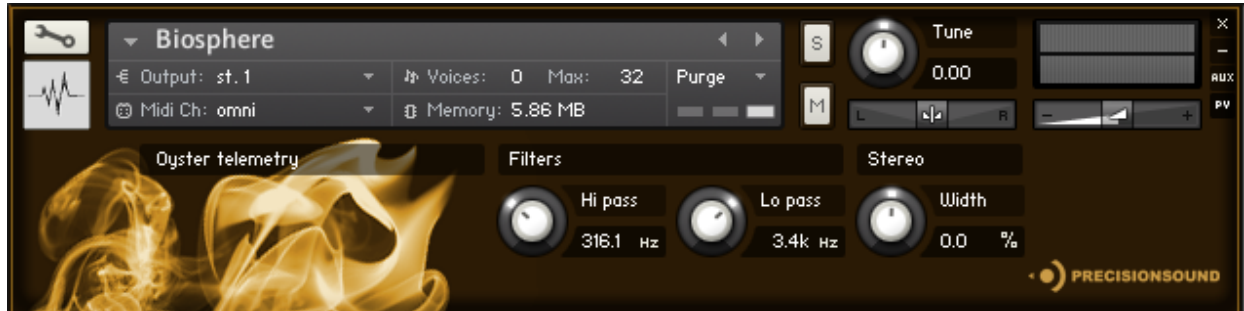 Biosphere
S
Tune
×
Output: st. 1
Voices: 0 Max: 32
Purge
0.00
–
AUX
Midi Ch: omni
Memory: 5.86 MB
M
L
R
–
+
PV
Oyster telemetry
Filters
Stereo
Hi pass
Lo pass
Width
316.1 Hz
3.4k Hz
0.0 %
PRECISIONSOUND